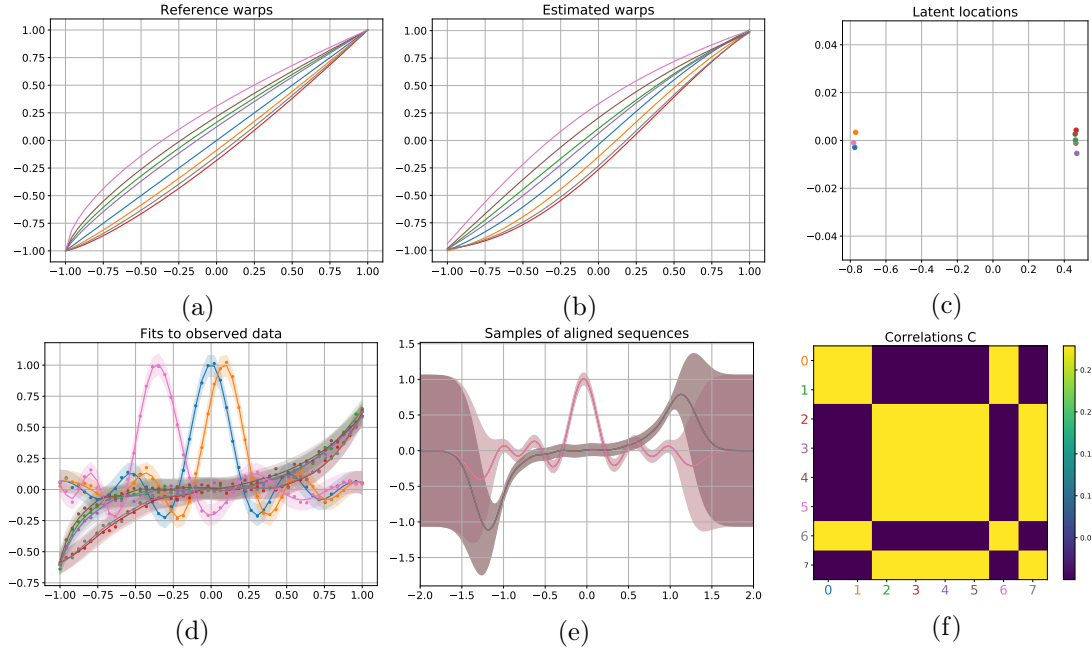 Reference warps
1.00
0.75
0.50
0.25
0.00
−0.25
−0.50
−0.75
−1.00
−1.00 −0.75 −0.50 −0.25 0.00 0.25 0.50 0.75 1.00
(a)
Estimated warps
1.00
0.75
0.50
0.25
0.00
−0.25
−0.50
−0.75
−1.00
−1.00 −0.75 −0.50 −0.25 0.00 0.25 0.50 0.75 1.00
(b)
Latent locations
0.04
0.02
0.00
−0.02
−0.04
−0.8 −0.6 −0.4 −0.2 0.0 0.2 0.4
(c)
Fits to observed data
1.00
0.75
0.50
0.25
0.00
−0.25
−0.50
−0.75
−1.00 −0.75 −0.50 −0.25 0.00 0.25 0.50 0.75 1.00
(d)
Samples of aligned sequences
1.5
1.0
0.5
0.0
−0.5
−1.0
−1.5
−2.0 −1.5 −1.0 −0.5 0.0 0.5 1.0 1.5 2.0
(e)
Correlations C
0
1
2
3
4
5
6
7
0 1 2 3 4 5 6 7
0.2
0.1
0.1
0.0
(f)